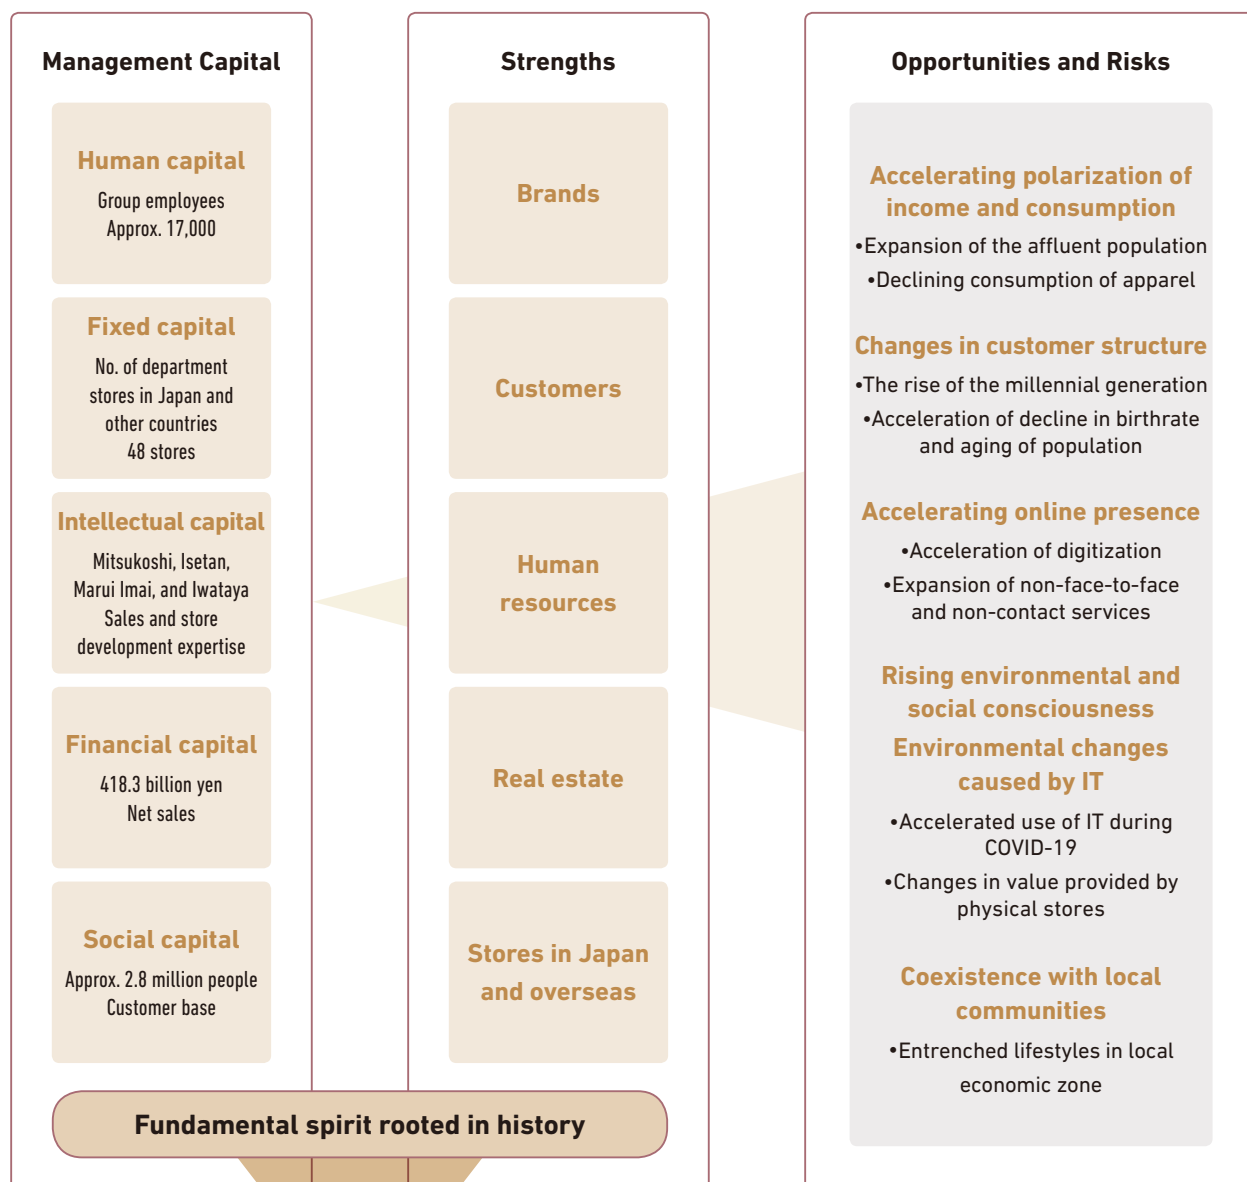 Management Capital
Human capital
Group employees
Approx. 17,000
Fixed capital
No. of department
stores in Japan and
other countries
48 stores
Intellectual capital
Mitsukoshi, Isetan,
Marui Imai, and Iwataya
Sales and store
development expertise
Financial capital
418.3 billion yen
Net sales
Social capital
Approx. 2.8 million people
Customer base
Strengths
Brands
Customers
Human
resources
Real estate
Stores in Japan
and overseas
Fundamental spirit rooted in history
Opportunities and Risks
Accelerating polarization of
income and consumption
•Expansion of the affluent population
•Declining consumption of apparel
Changes in customer structure
•The rise of the millennial generation
•Acceleration of decline in birthrate
and aging of population
Accelerating online presence
•Acceleration of digitization
•Expansion of non-face-to-face
and non-contact services
Rising environmental and
social consciousness
Environmental changes
caused by IT
•Accelerated use of IT during
COVID-19
•Changes in value provided by
physical stores
Coexistence with local
communities
•Entrenched lifestyles in local
economic zone